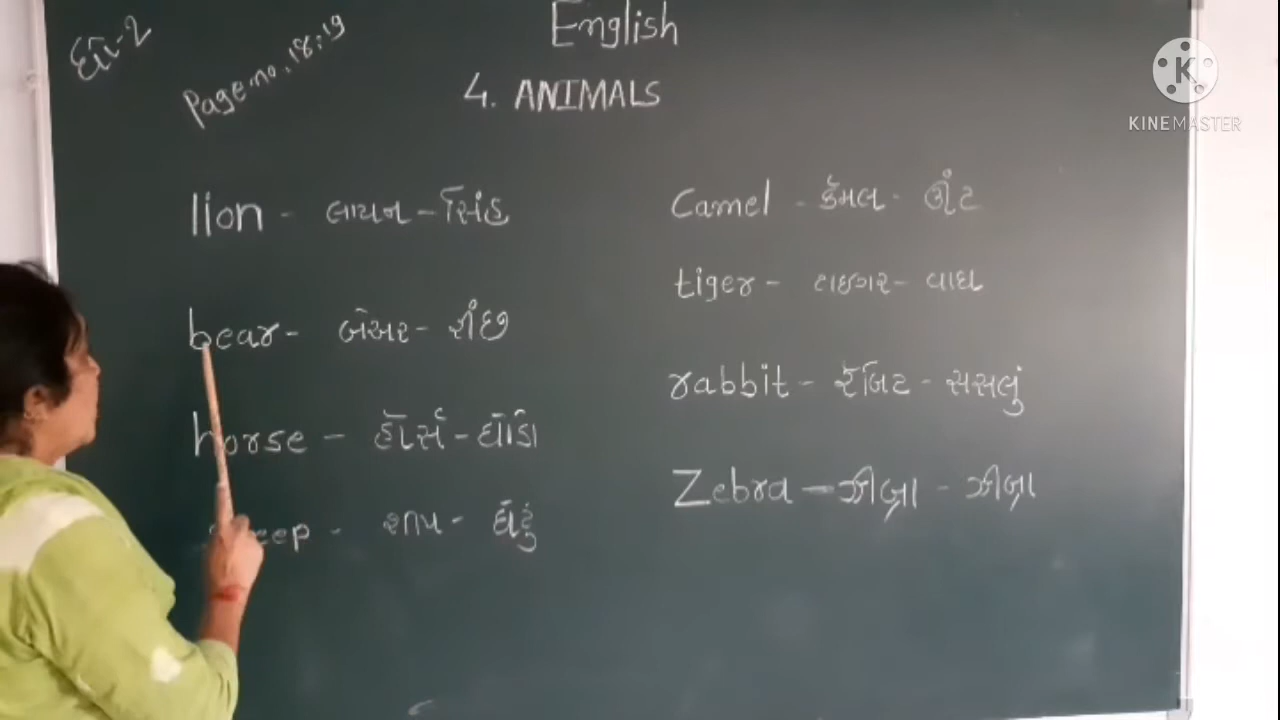 English
ધો-2
Page no. 18:19
4. ANIMALS
lion - લાયન - સિંહ
bear - બેઅર - રીંછ
horse - હોર્સ - ઘોડો
eep - શીપ - ઘેટું
Camel - કેમલ - ઊંટ
tiger - ટાઇગર - વાઘ
rabbit - રેબિટ - સસલું
Zebra - ઝીબ્રા - ઝીબ્રા
K
KINEMASTER